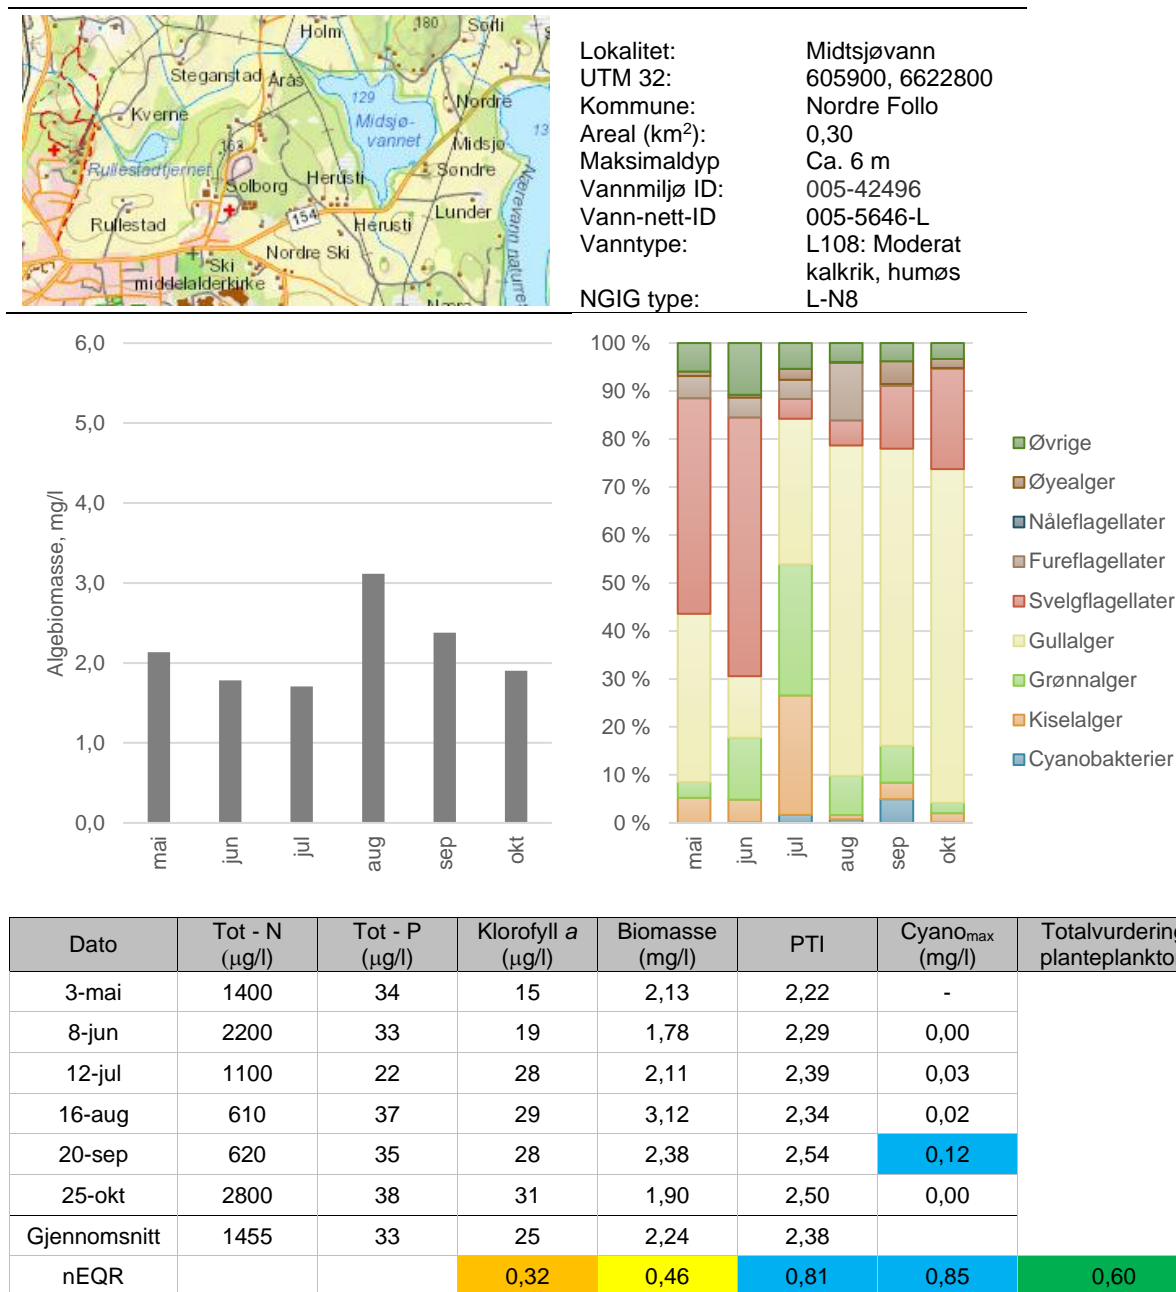 Holm
180
Sofli
Steganstad
Årås
129
Nordre
Kverne
Midsjø-
vannet
13
163
Midsjø
Rullestadtjernet
Søndre
Solborg
Herusti
Nærevann naturres
Rullestad
154
Lunder
Herusti
Nordre Ski
Ski
middelalderkirke
Lokalitet: Midtsjøvann
UTM 32: 605900, 6622800
Kommune: Nordre Follo
Areal (km²): 0,30
Maksimaldyp Ca. 6 m
Vannmiljø ID: 005-42496
Vann-nett-ID 005-5646-L
Vanntype: L108: Moderat
kalkrik, humøs
NGIG type: L-N8
Algebiomasse, mg/l
6,0
5,0
4,0
3,0
2,0
1,0
0,0
mai jun jul aug sep okt
100 %
90 %
80 %
70 %
60 %
50 %
40 %
30 %
20 %
10 %
0 %
mai jun jul aug sep okt
Øvrige
Øyealger
Nåleflagellater
Fureflagellater
Svelgflagellater
Gullalger
Grønnalger
Kiselalger
Cyanobakterier
Dato Tot - N (µg/l) Tot - P (µg/l) Klorofyll a (µg/l) Biomasse (mg/l) PTI Cyanomax (mg/l) Totalvurdering planteplankto
3-mai 1400 34 15 2,13 2,22 -
8-jun 2200 33 19 1,78 2,29 0,00
12-jul 1100 22 28 2,11 2,39 0,03
16-aug 610 37 29 3,12 2,34 0,02
20-sep 620 35 28 2,38 2,54 0,12
25-okt 2800 38 31 1,90 2,50 0,00
Gjennomsnitt 1455 33 25 2,24 2,38
nEQR 0,32 0,46 0,81 0,85 0,60